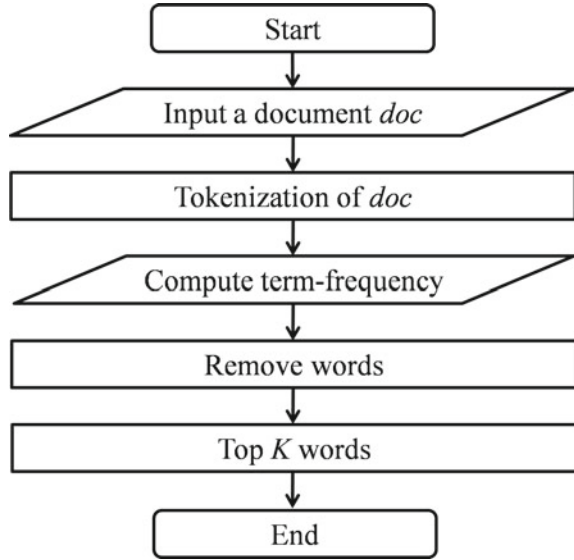 Start
Input a document doc
Tokenization of doc
Compute term-frequency
Remove words
Top K words
End